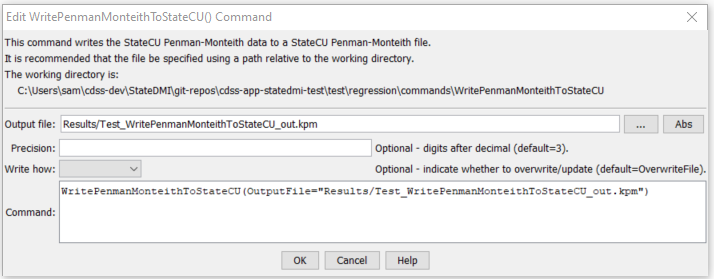 Edit WritePenmanMonteithToStateCU() Command
This command writes the StateCU Penman-Monteith data to a StateCU Penman-Monteith file.
It is recommended that the file be specified using a path relative to the working directory.
The working directory is:
C:\Users\sam\cdss-dev\StateDMI\git-repos\cdss-app-statedmi-test\test\regression\commands\WritePenmanMonteithToStateCU
Output file: Results/Test_WritePenmanMonteithToStateCU_out.kpm ... Abs
Precision: Optional - digits after decimal (default=3).
Write how: Optional - indicate whether to overwrite/update (default=OverwriteFile).
Command: WritePenmanMonteithToStateCU(OutputFile="Results/Test_WritePenmanMonteithToStateCU_out.kpm")
OK Cancel Help